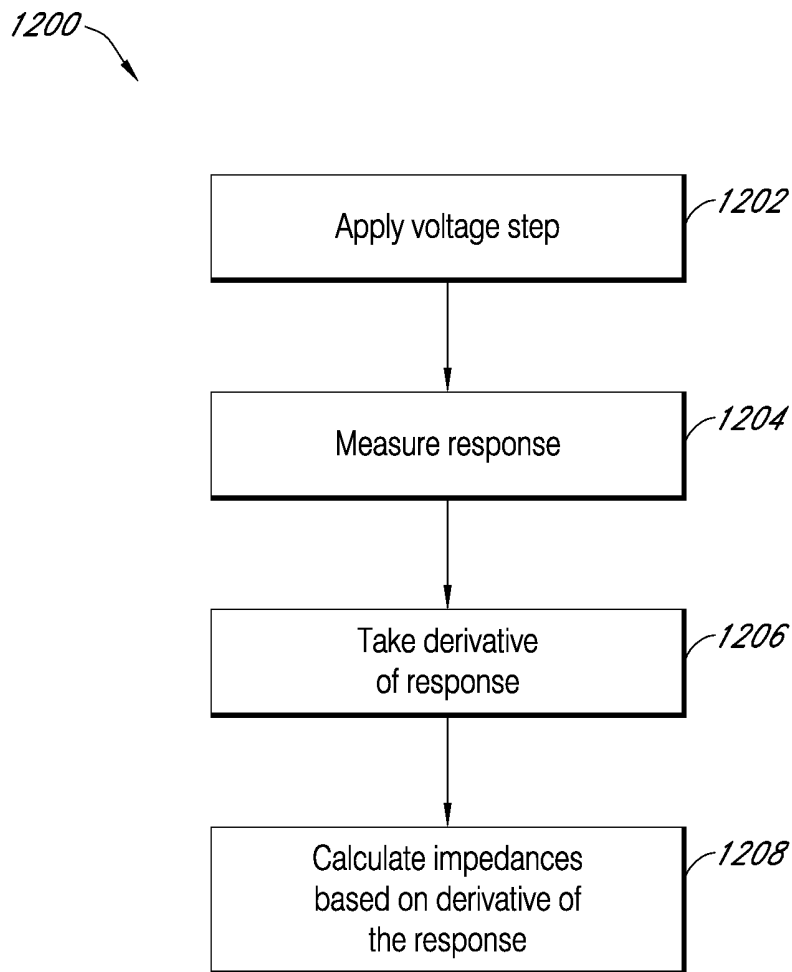 1200
Apply voltage step
1202
Measure response
1204
Take derivative
of response
1206
Calculate impedances
based on derivative of
the response
1208